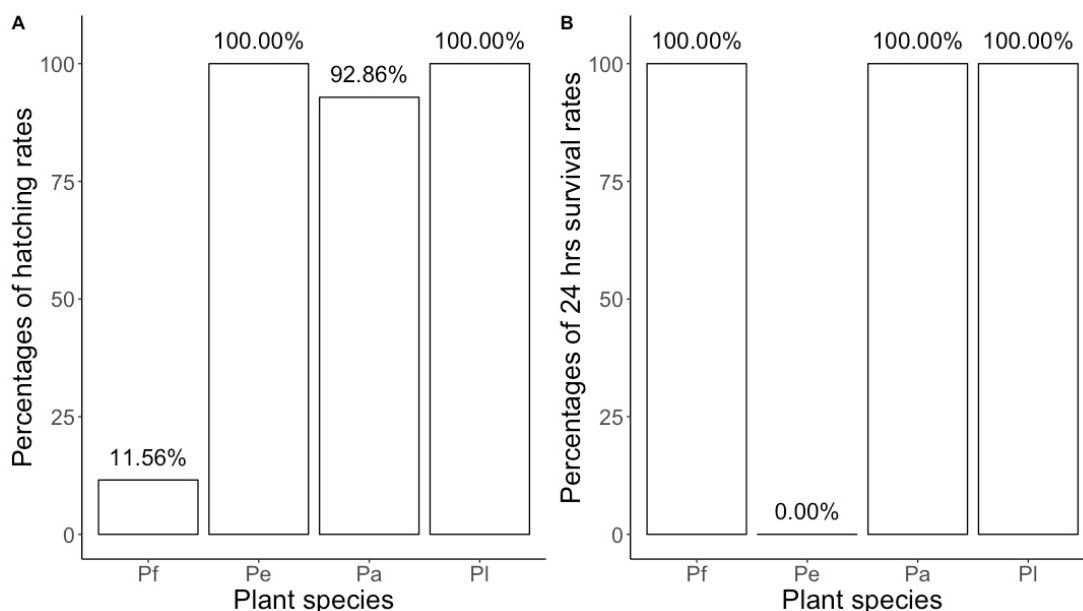 A
Percentages of hatching rates
100
75
50
25
0
11.56%
100.00%
92.86%
100.00%
Pf
Pe
Pa
Pl
Plant species
B
Percentages of 24 hrs survival rates
100
75
50
25
0
100.00%
0.00%
100.00%
100.00%
Pf
Pe
Pa
Pl
Plant species